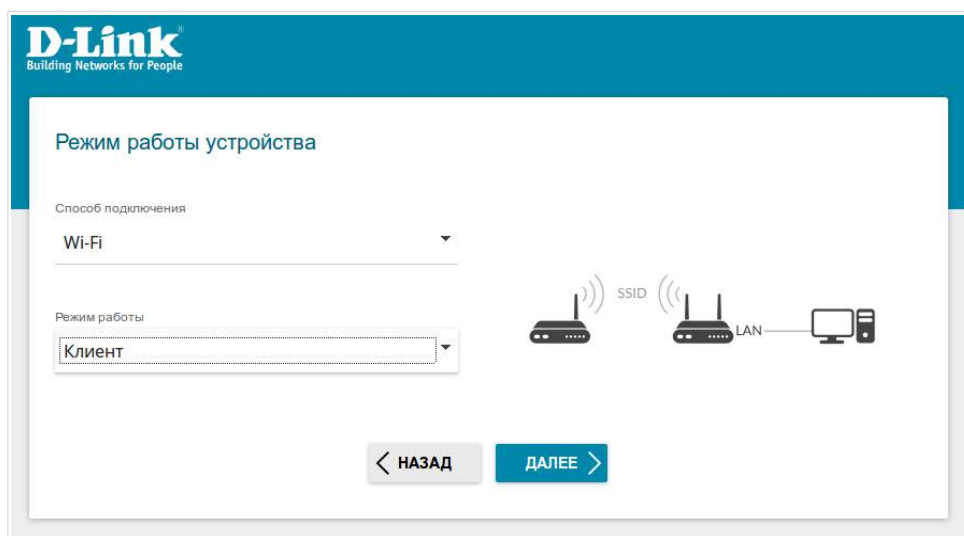 D-Link
Building Networks for People
Режим работы устройства
Способ подключения
Wi-Fi
Режим работы
Клиент
SSID
LAN
НАЗАД
ДАЛЕЕ